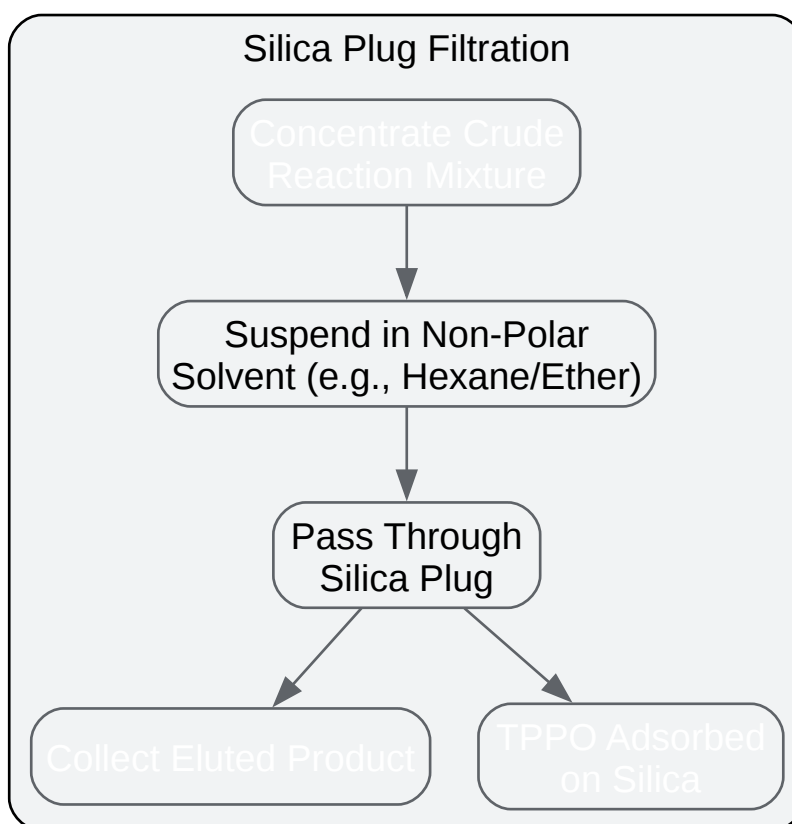 Silica Plug Filtration
Concentrate Crude
Reaction Mixture
Suspend in Non-Polar
Solvent (e.g., Hexane/Ether)
Pass Through
Silica Plug
Collect Eluted Product
TPPO Adsorbed
on Silica